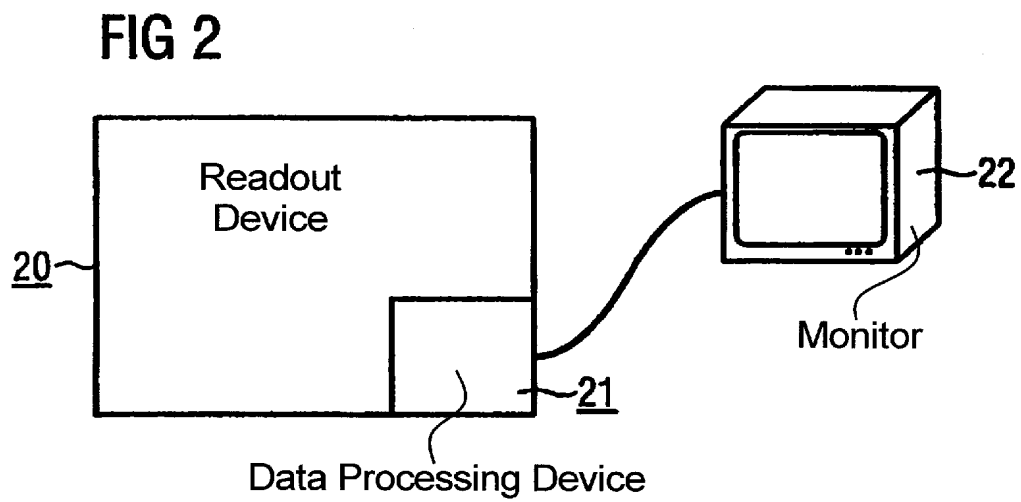 FIG 2
Readout
Device
20
22
Monitor
21
Data Processing Device